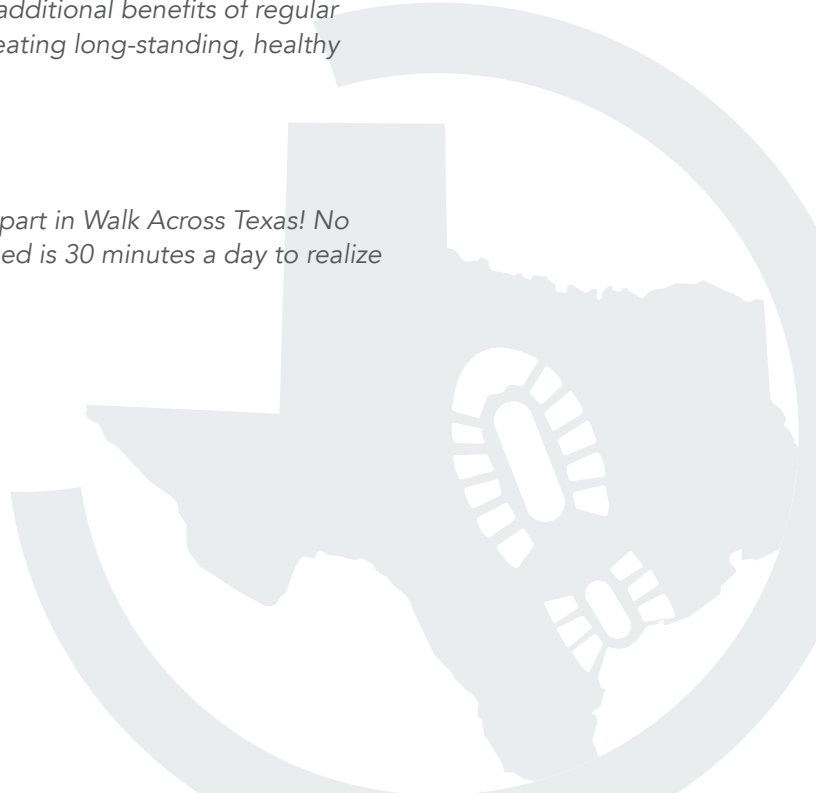 additional benefits of regular
eating long-standing, healthy
part in Walk Across Texas! No
ed is 30 minutes a day to realize